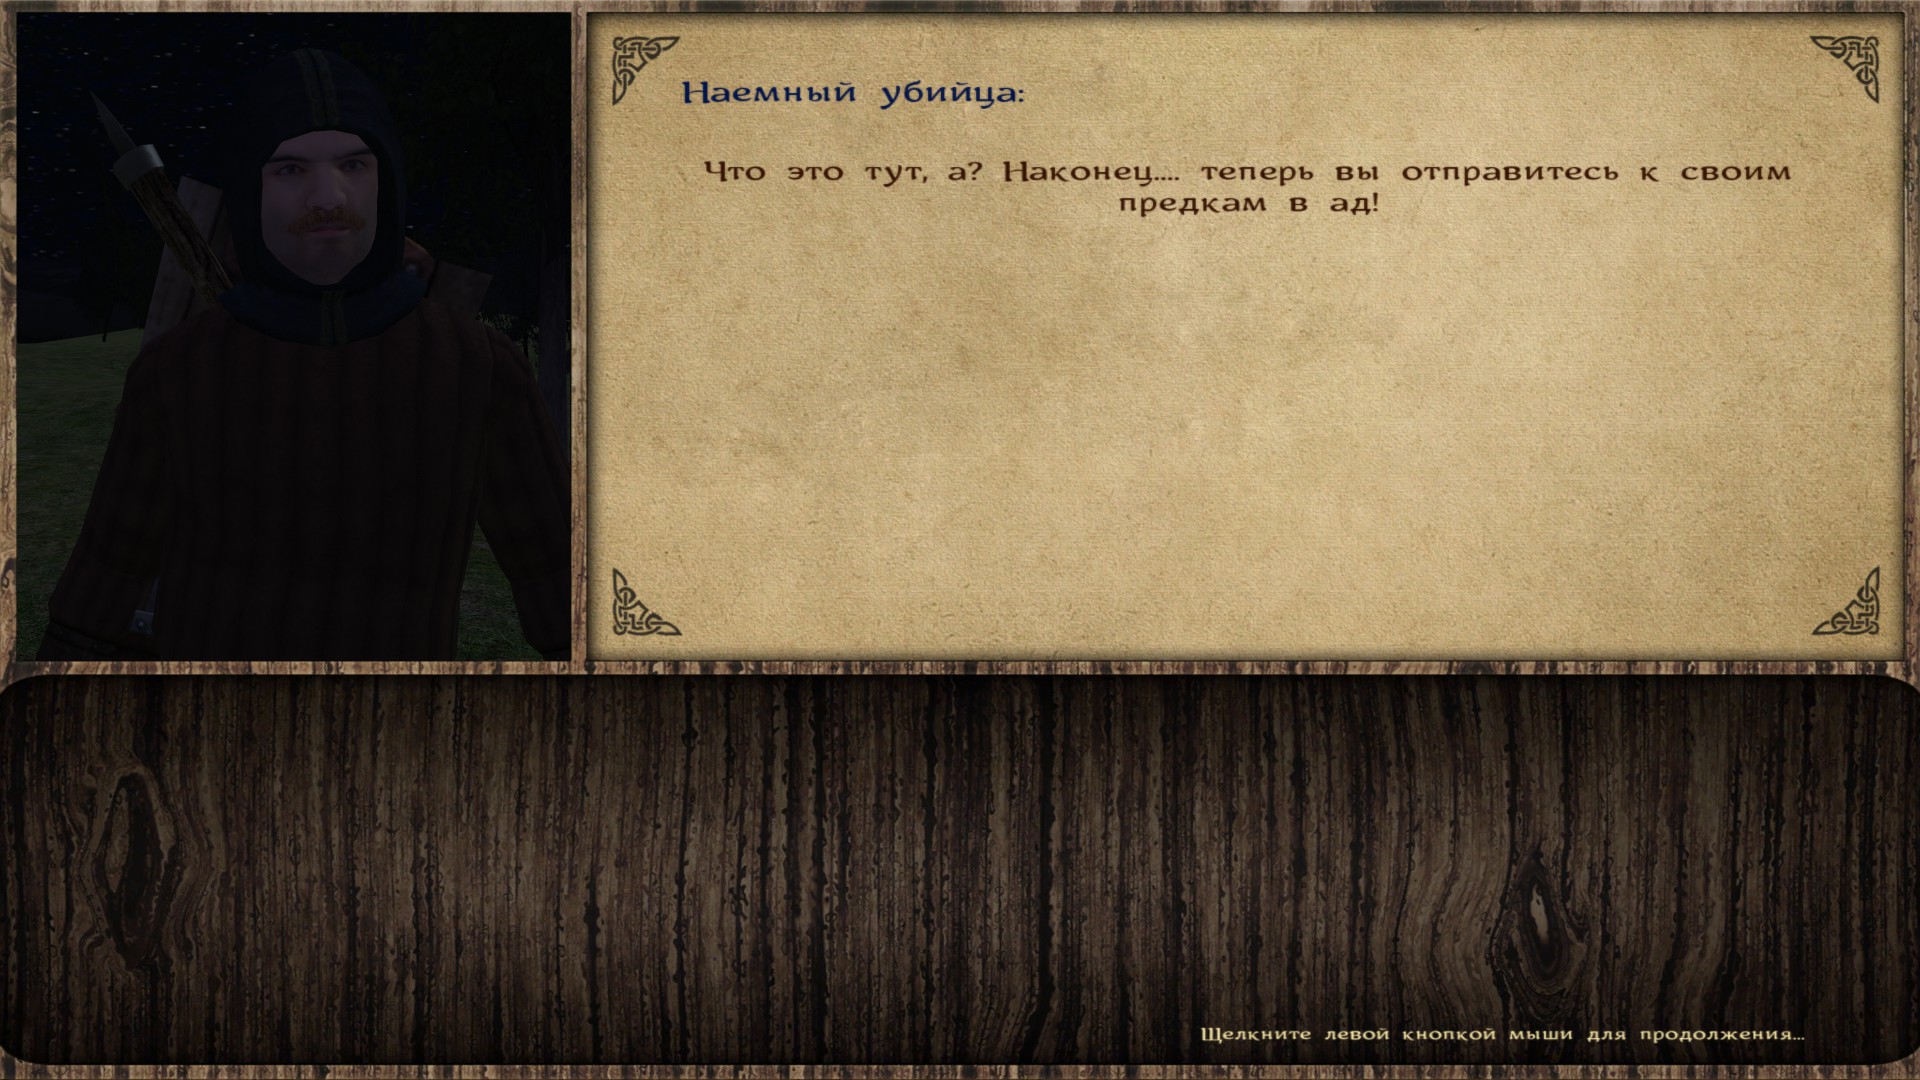 Наемный убийца:
Что это тут, а? Наконец.... теперь вы отправитесь к своим
предкам в ад!
Щелкните левой кнопкой мыши для продолжения...